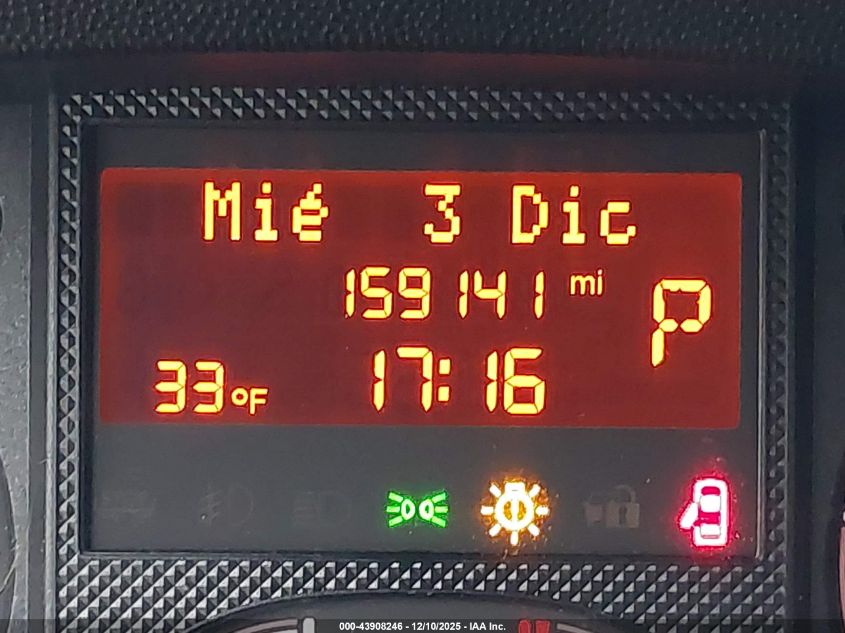 Mié 3 Dic
159141 mi
P
33°F 17:16
000-43908246 - 12/10/2025 - IAA Inc.